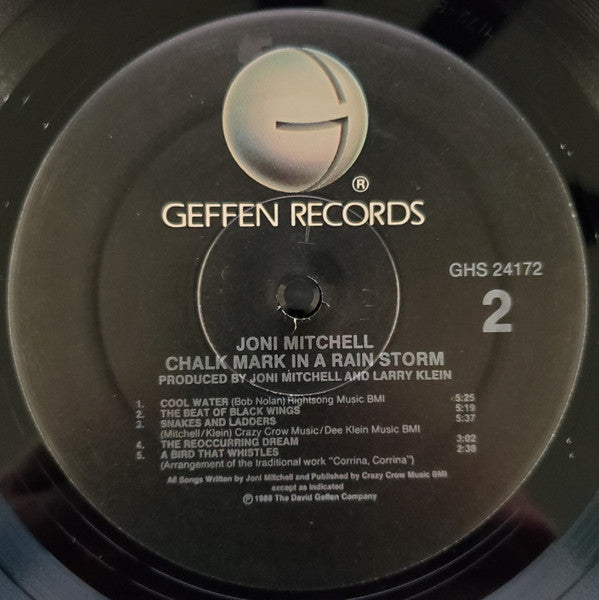 G
®
GEFFEN RECORDS
GHS 24172
2
JONI MITCHELL
CHALK MARK IN A RAIN STORM
PRODUCED BY JONI MITCHELL AND LARRY KLEIN
1. COOL WATER (Bob Nolan) Rightsong Music BMI 5:25
2. THE BEAT OF BLACK WINGS 5:19
3. SNAKES AND LADDERS 5:37
(Mitchell/Klein) Crazy Crow Music/Dee Klein Music BMI
4. THE REOCCURRING DREAM 3:02
5. A BIRD THAT WHISTLES 2:38
(Arrangement of the traditional work "Corrina, Corrina")
All Songs Written by Joni Mitchell and Published by Crazy Crow Music BMI
except as indicated
℗ 1988 The David Geffen Company